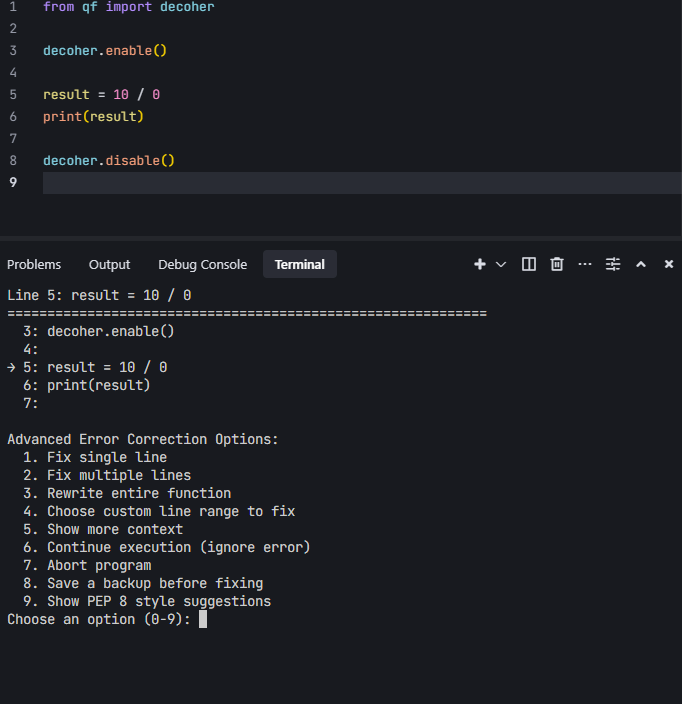 1 from qf import decoher
2
3 decoher.enable()
4
5 result = 10 / 0
6 print(result)
7
8 decoher.disable()
9
Problems Output Debug Console Terminal
Line 5: result = 10 / 0
============================================================
3: decoher.enable()
4:
→ 5: result = 10 / 0
6: print(result)
7:
Advanced Error Correction Options:
1. Fix single line
2. Fix multiple lines
3. Rewrite entire function
4. Choose custom line range to fix
5. Show more context
6. Continue execution (ignore error)
7. Abort program
8. Save a backup before fixing
9. Show PEP 8 style suggestions
Choose an option (0-9):